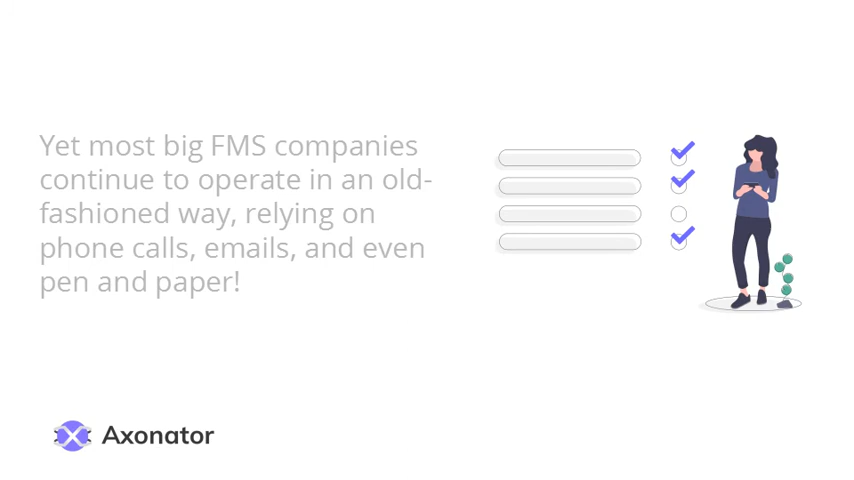 Yet most big FMS companies
continue to operate in an old-
fashioned way, relying on
phone calls, emails, and even
pen and paper!
Axonator